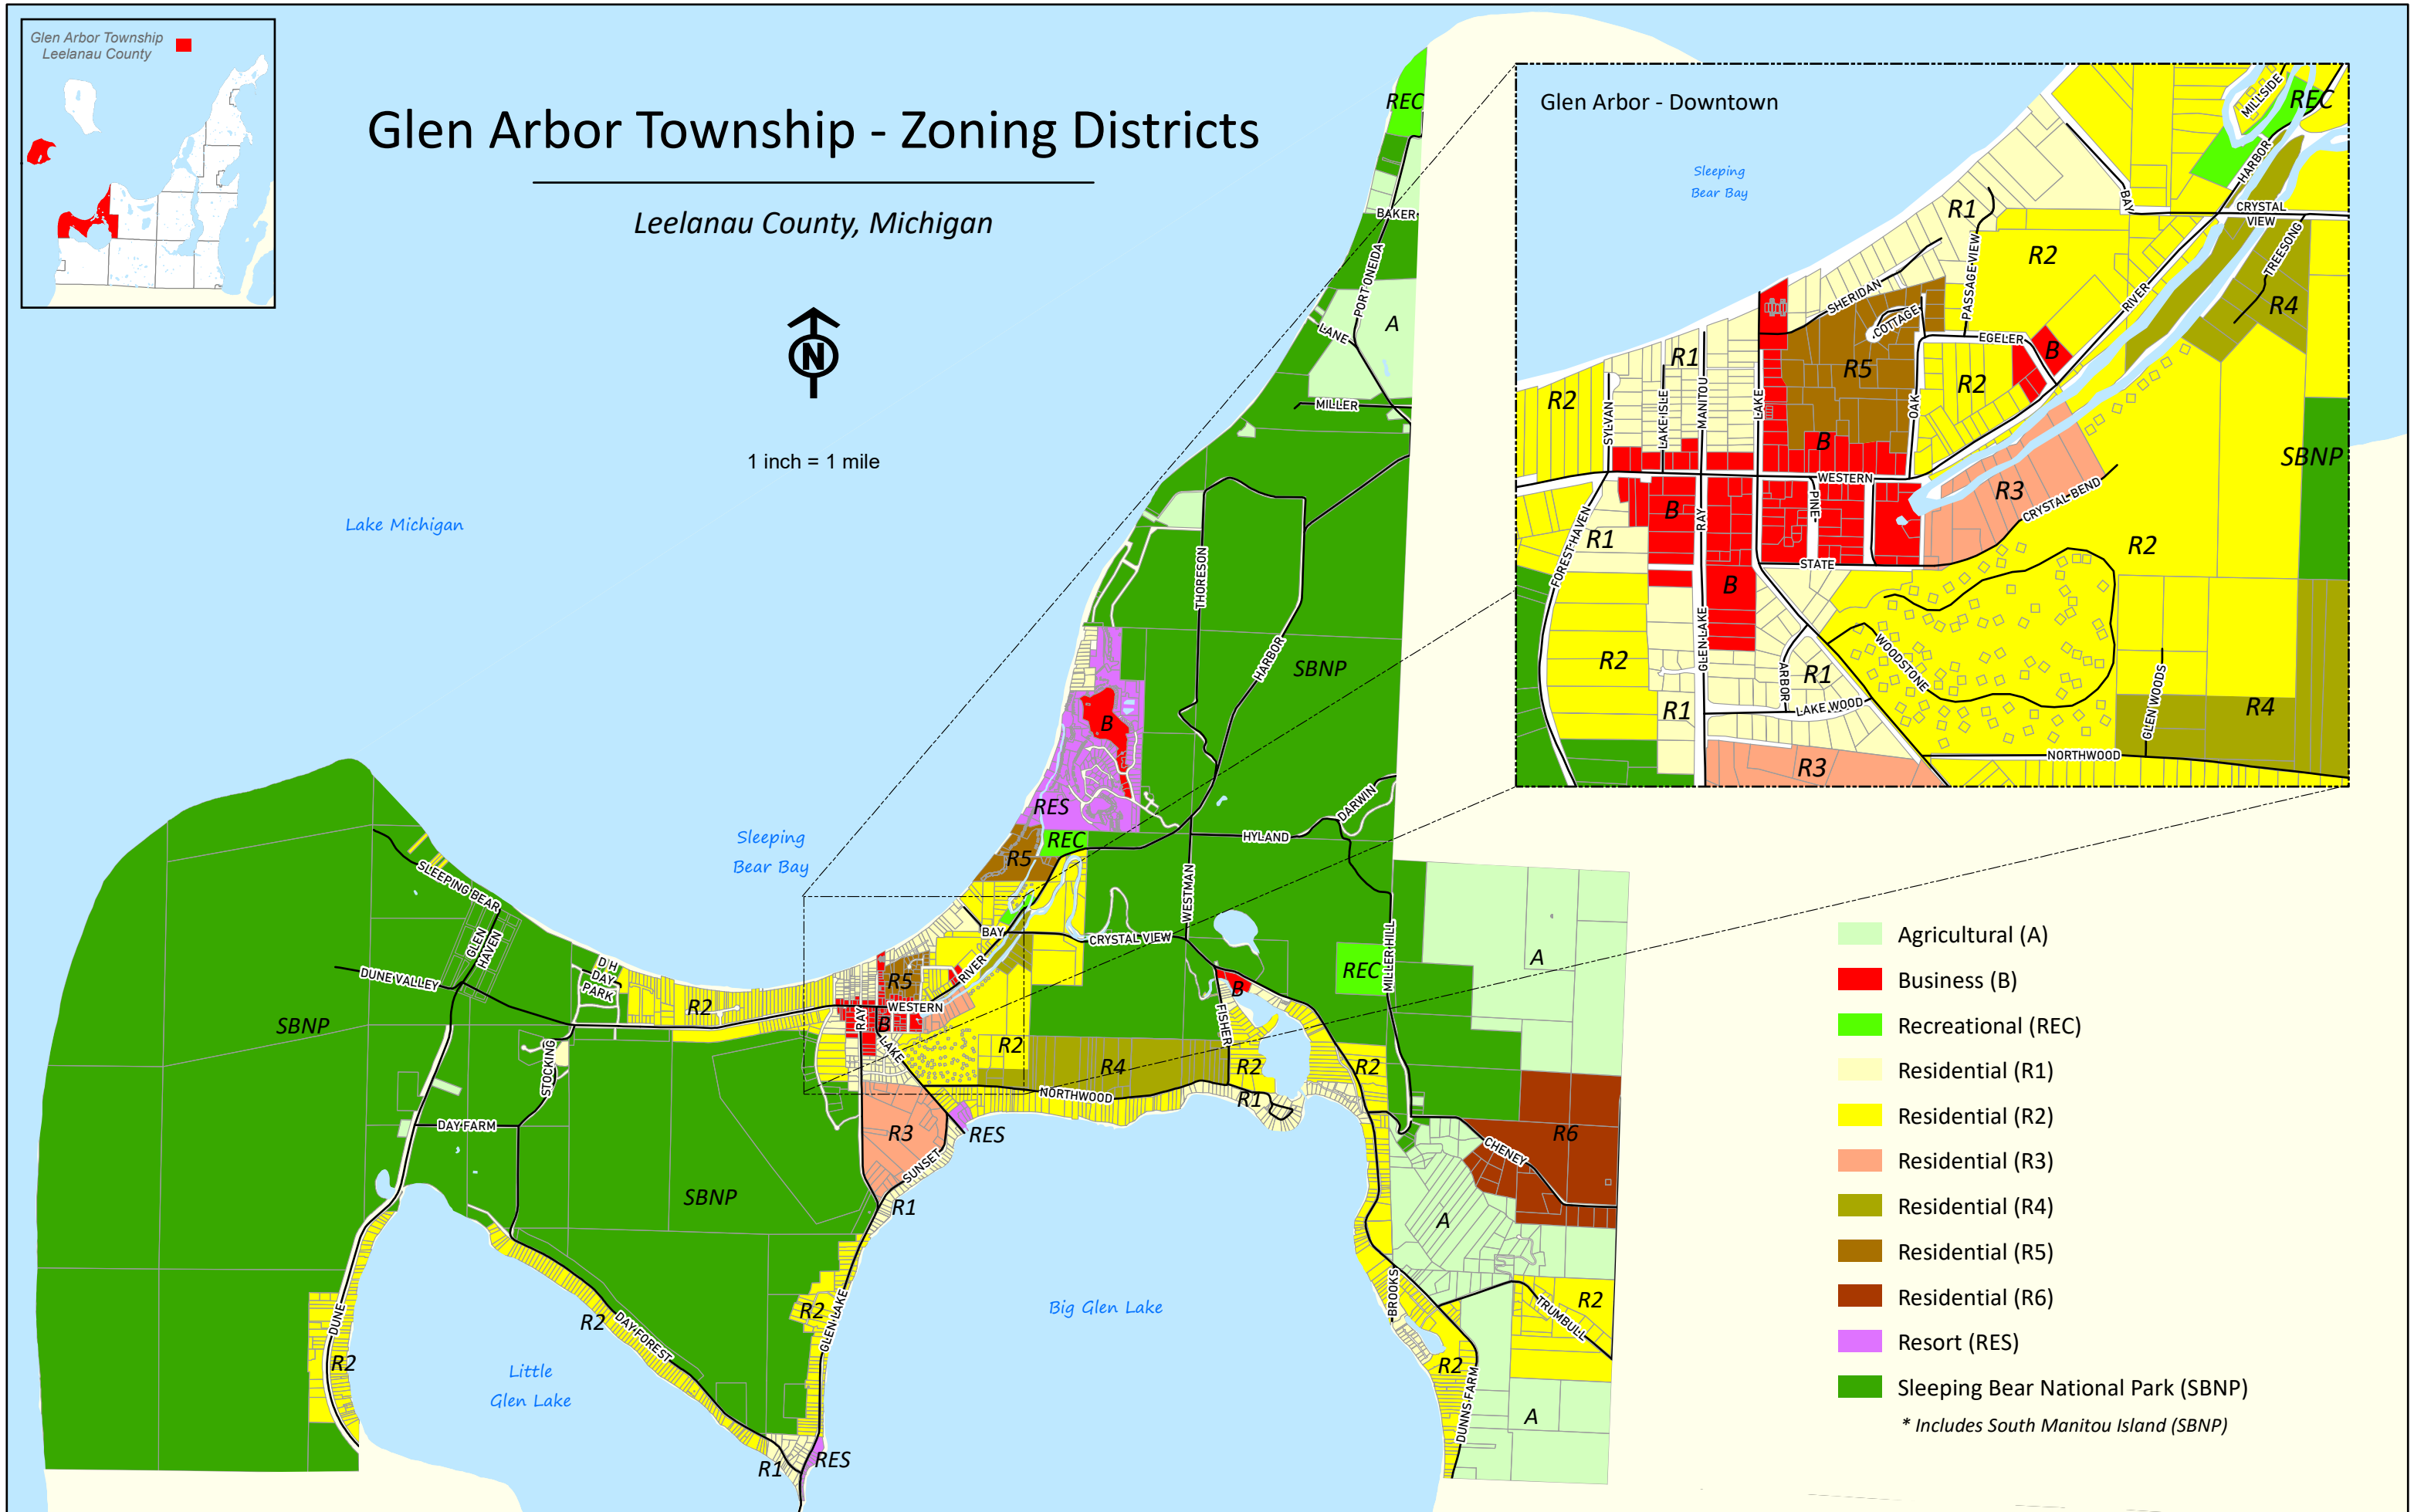 Glen Arbor Township
Leelanau County
Glen Arbor Township - Zoning Districts
Leelanau County, Michigan
N
1 inch = 1 mile
Lake Michigan
Sleeping
Bear Bay
REC
BAKER
PORT ONEIDA
A
LANE
MILLER
THORESON
HARBOR
SBNP
B
RES
REC
R5
HYLAND
DARWIN
WESTMAN
BAY
CRYSTAL VIEW
RIVER
R5
WESTERN
RAY
B
LAKE
R2
R2
R4
NORTHWOOD
FISHER
B
R2
R1
R2
REC
MILLER HILL
A
R6
CHENEY
A
BROOKS
TRUMBULL
R2
R2
DUNNS FARM
A
SLEEPING BEAR
GLEN
HAVEN
DUNE VALLEY
D H
DAY
PARK
SBNP
STOCKING
DAY FARM
SBNP
R3
SUNSET
RES
R1
R2
GLEN LAKE
DUNE
R2
R2
DAY FOREST
Little
Glen Lake
Big Glen Lake
R1
RES
Glen Arbor - Downtown
Sleeping
Bear Bay
MILLSIDE
REC
HARBOR
BAY
CRYSTAL
VIEW
TREESONG
R1
PASSAGE VIEW
R2
RIVER
R4
SHERIDAN
COTTAGE
EGELER
B
R5
R2
OAK
R2
SYLVAN
LAKE ISLE
R1
MANITOU
LAKE
B
WESTERN
SBNP
R3
CRYSTAL BEND
B
RAY
PINE
FOREST HAVEN
R1
STATE
R2
B
R2
GLEN LAKE
R1
ARBOR
R1
LAKE WOOD
WOODSTONE
GLEN WOODS
R4
NORTHWOOD
R3
Agricultural (A)
Business (B)
Recreational (REC)
Residential (R1)
Residential (R2)
Residential (R3)
Residential (R4)
Residential (R5)
Residential (R6)
Resort (RES)
Sleeping Bear National Park (SBNP)
* Includes South Manitou Island (SBNP)